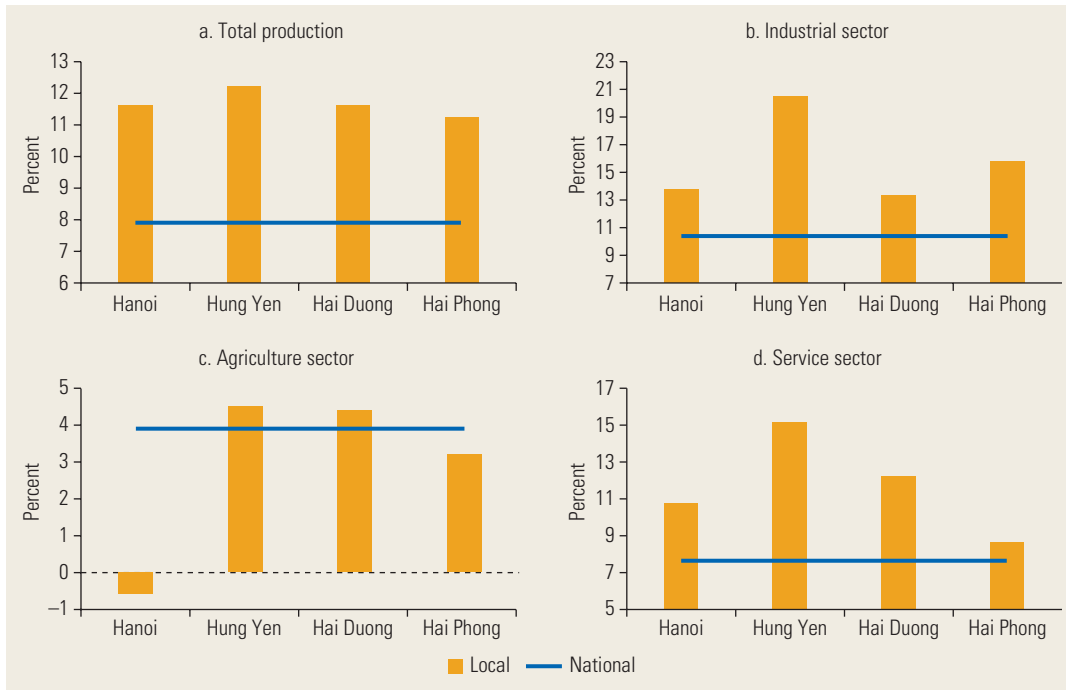 a. Total production
Percent
13
12
11
10
9
8
7
6
Hanoi Hung Yen Hai Duong Hai Phong
b. Industrial sector
Percent
23
21
19
17
15
13
11
9
7
Hanoi Hung Yen Hai Duong Hai Phong
c. Agriculture sector
Percent
5
4
3
2
1
0
–1
Hanoi Hung Yen Hai Duong Hai Phong
d. Service sector
Percent
17
15
13
11
9
7
5
Hanoi Hung Yen Hai Duong Hai Phong
Local National